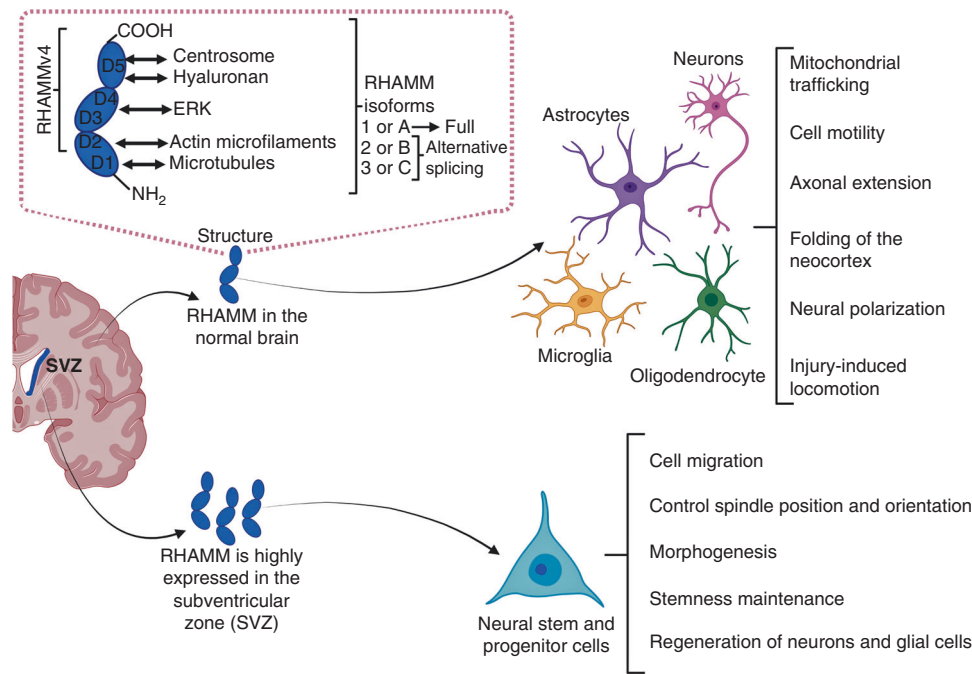 COOH
RHAMMv4
D5
D4
D3
D2
D1
NH2
Centrosome
Hyaluronan
ERK
Actin microfilaments
Microtubules
RHAMM
isoforms
1 or A Full
2 or B Alternative
3 or C splicing
Structure
RHAMM in the
normal brain
SVZ
Neurons
Astrocytes
Microglia
Oligodendrocyte
Mitochondrial
trafficking
Cell motility
Axonal extension
Folding of the
neocortex
Neural polarization
Injury-induced
locomotion
RHAMM is highly
expressed in the
subventricular
zone (SVZ)
Neural stem and
progenitor cells
Cell migration
Control spindle position and orientation
Morphogenesis
Stemness maintenance
Regeneration of neurons and glial cells